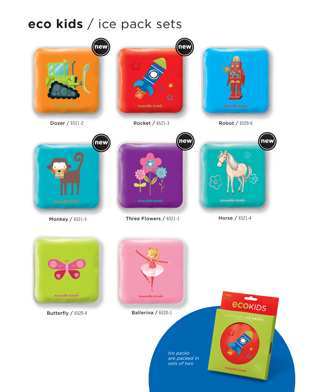 eco kids / ice pack sets
new
new
Dozer / 6521-2
Rocket / 6521-3
Robot / 6520-6
new
new
new
Monkey / 6521-5
Three Flowers / 6521-1
Horse / 6521-4
Butterfly / 6520-4
Ballerina / 6520-1
ecoKIDS
ICE PACKS
Ice packs
are packed in
sets of two